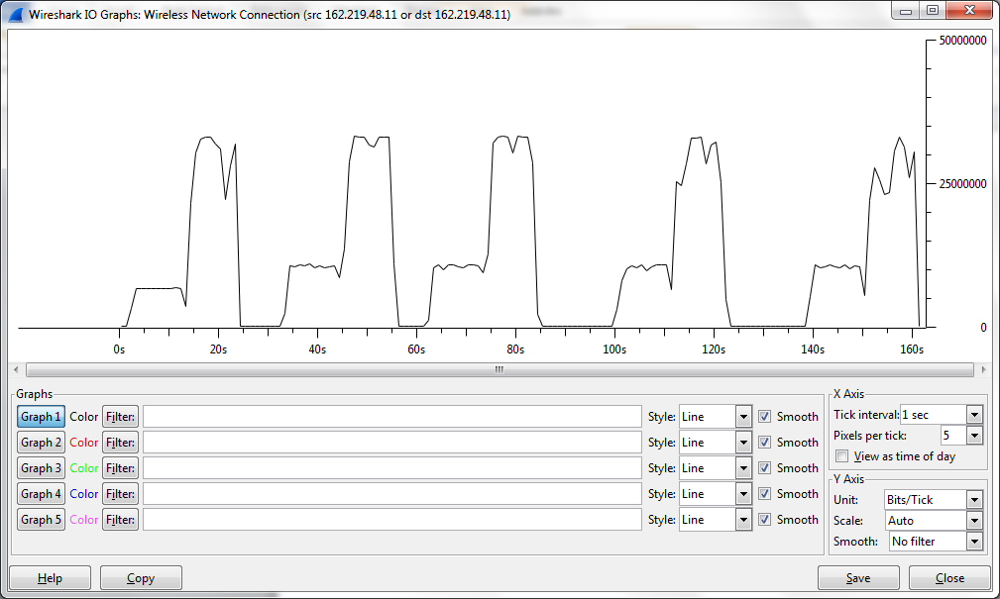 Wireshark IO Graphs: Wireless Network Connection (src 162.219.48.11 or dst 162.219.48.11)
50000000
25000000
0
0s 20s 40s 60s 80s 100s 120s 140s 160s
Graphs
Graph 1 Color Filter: Style: Line Smooth
Graph 2 Color Filter: Style: Line Smooth
Graph 3 Color Filter: Style: Line Smooth
Graph 4 Color Filter: Style: Line Smooth
Graph 5 Color Filter: Style: Line Smooth
X Axis
Tick interval: 1 sec
Pixels per tick: 5
View as time of day
Y Axis
Unit: Bits/Tick
Scale: Auto
Smooth: No filter
Help Copy Save Close